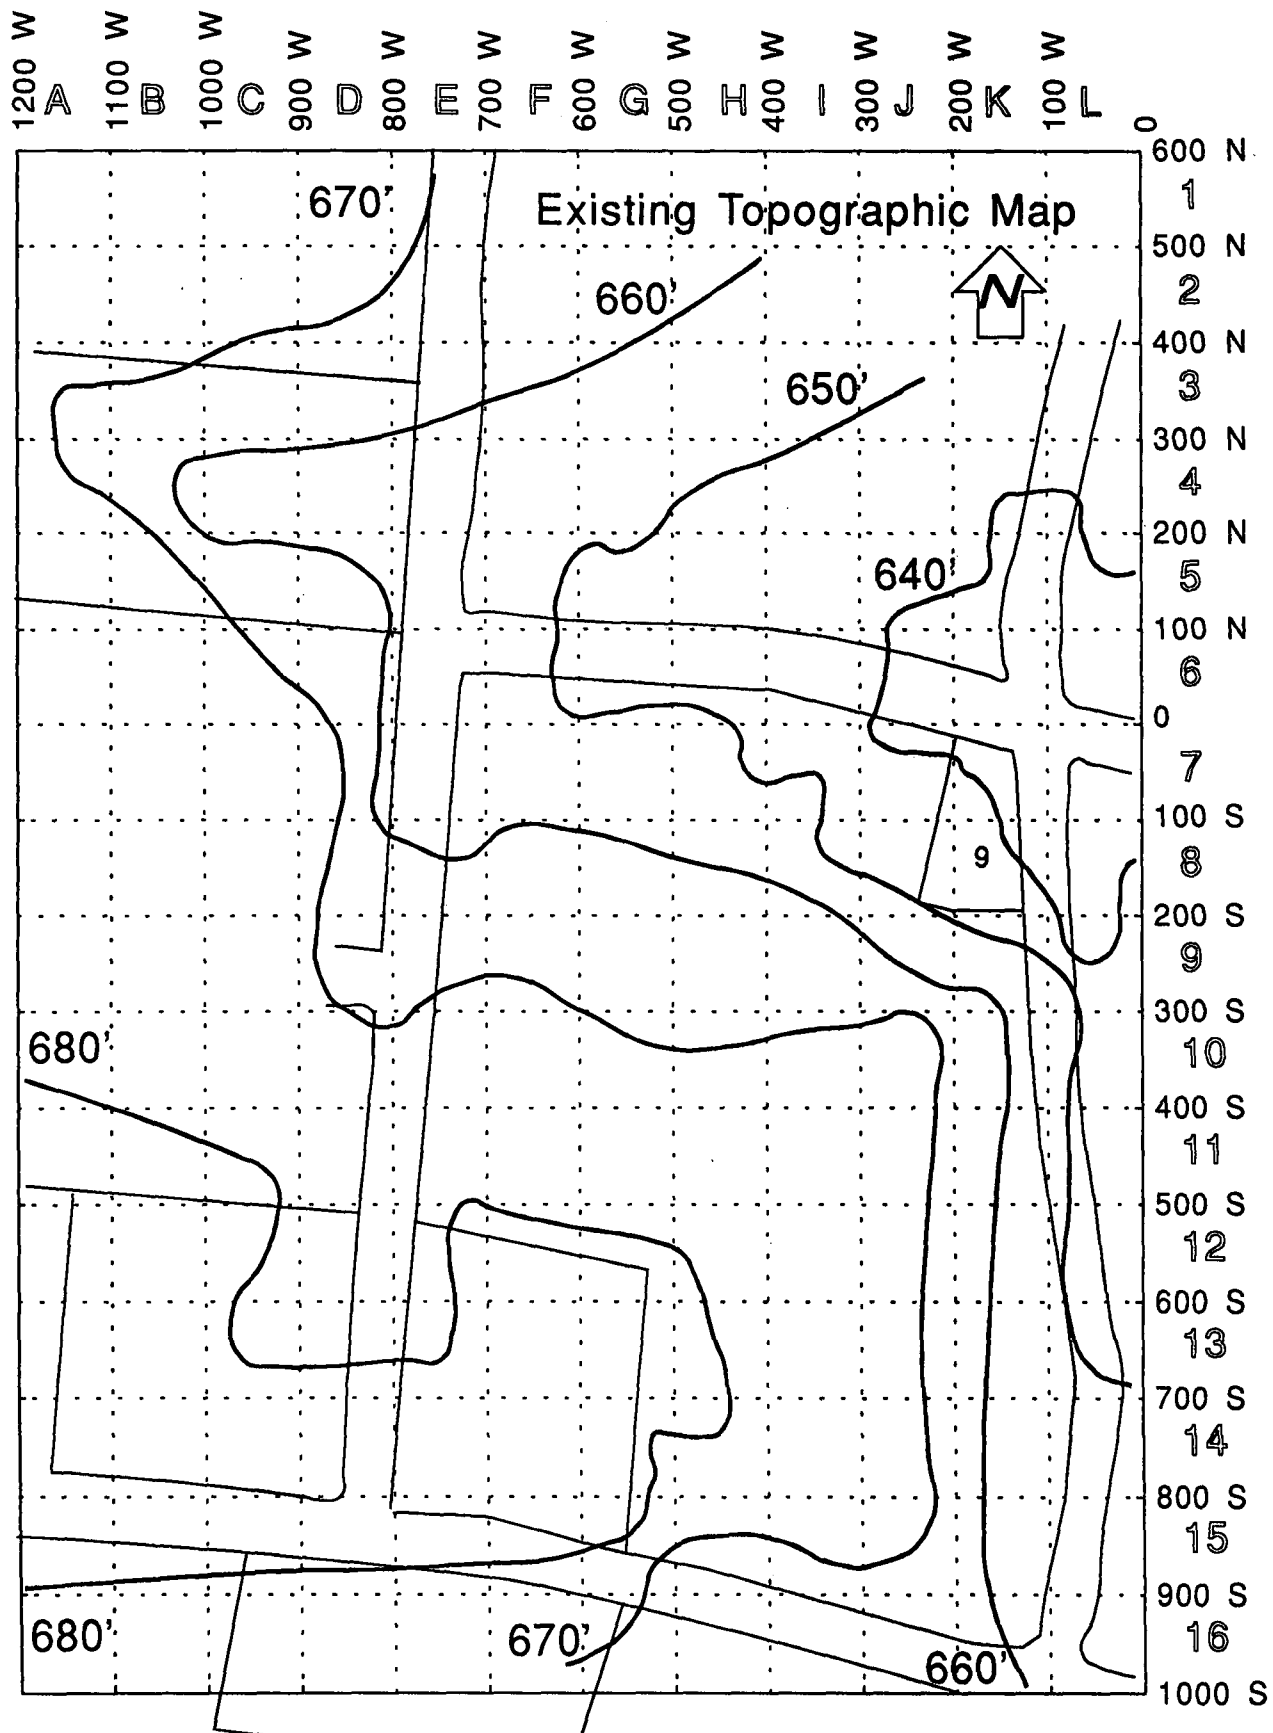 1200 W
1100 W
1000 W
900 W
800 W
700 W
600 W
500 W
400 W
300 W
200 W
100 W
0
A B C D E F G H I J K L
600 N
1
670'
Existing Topographic Map
500 N
N
660'
2
400 N
650'
3
300 N
4
200 N
640'
5
100 N
6
0
7
100 S
9
8
200 S
9
300 S
680'
10
400 S
11
500 S
12
600 S
13
700 S
14
800 S
15
900 S
680'
670'
16
660'
1000 S